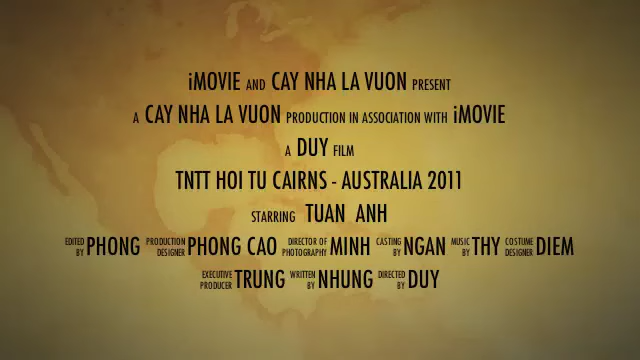 iMOVIE AND CAY NHA LA VUON PRESENT
A CAY NHA LA VUON PRODUCTION IN ASSOCIATION WITH iMOVIE
A DUY FILM
TNTT HOI TU CAIRNS - AUSTRALIA 2011
STARRING TUAN ANH
EDITED BY PHONG PRODUCTION DESIGNER PHONG CAO DIRECTOR OF PHOTOGRAPHY MINH CASTING BY NGAN MUSIC BY THY COSTUME DESIGNER DIEM
EXECUTIVE PRODUCER TRUNG WRITTEN BY NHUNG DIRECTED BY DUY